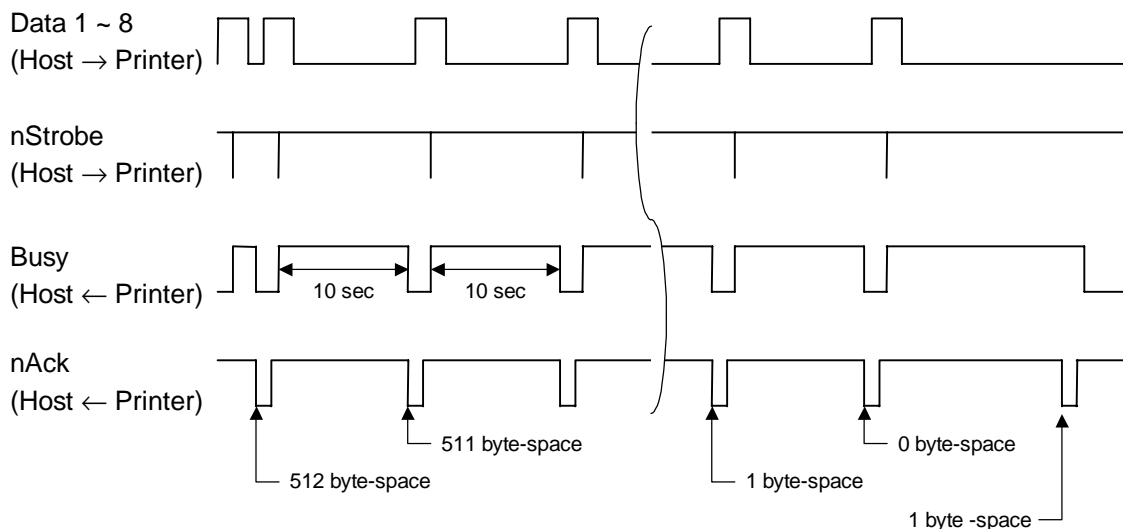 Data 1 ~ 8
(Host → Printer)
nStrobe
(Host → Printer)
Busy
(Host ← Printer)
10 sec
10 sec
nAck
(Host ← Printer)
511 byte-space
0 byte-space
512 byte-space
1 byte-space
1 byte -space